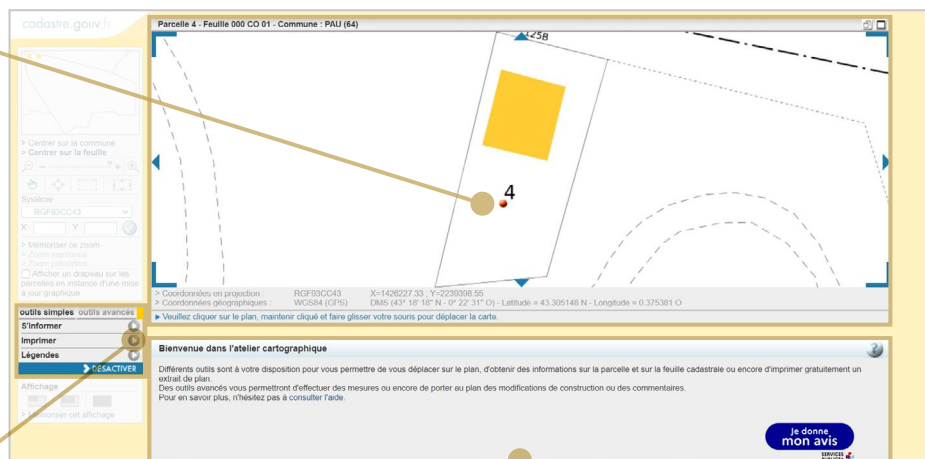 cadastre.gouv.fr
Parcelle 4 - Feuille 000 CO 01 - Commune : PAU (64)
125B
4
> Centrer sur la commune
> Centrer sur la feuille
Système
RGF93CC43
X Y
> Mémoriser ce zoom
> Zoom mémorisé
> Zoom précédent
Afficher un drapeau sur les
parcelles en instance d'une mise
à jour graphique
> Coordonnées en projection : RGF93CC43 X=1426227.33 , Y=2239398.55
> Coordonnées géographiques : WGS84 (GPS) DMS (43° 18' 18" N - 0° 22' 31" O) - Latitude = 43.305148 N - Longitude = 0.375381 O
Veuillez cliquer sur le plan, maintenir cliqué et faire glisser votre souris pour déplacer la carte.
outils simples outils avancés
S'informer
Imprimer
Légendes
DESACTIVER
Affichage
> Mémoriser cet affichage
Bienvenue dans l'atelier cartographique
Différents outils sont à votre disposition pour vous permettre de vous déplacer sur le plan, d'obtenir des informations sur la parcelle et sur la feuille cadastrale ou encore d'imprimer gratuitement un
extrait de plan.
Des outils avancés vous permettront d'effectuer des mesures ou encore de porter au plan des modifications de construction ou des commentaires.
Pour en savoir plus, n'hésitez pas à consulter l'aide.
Je donne
mon avis
SERVICES